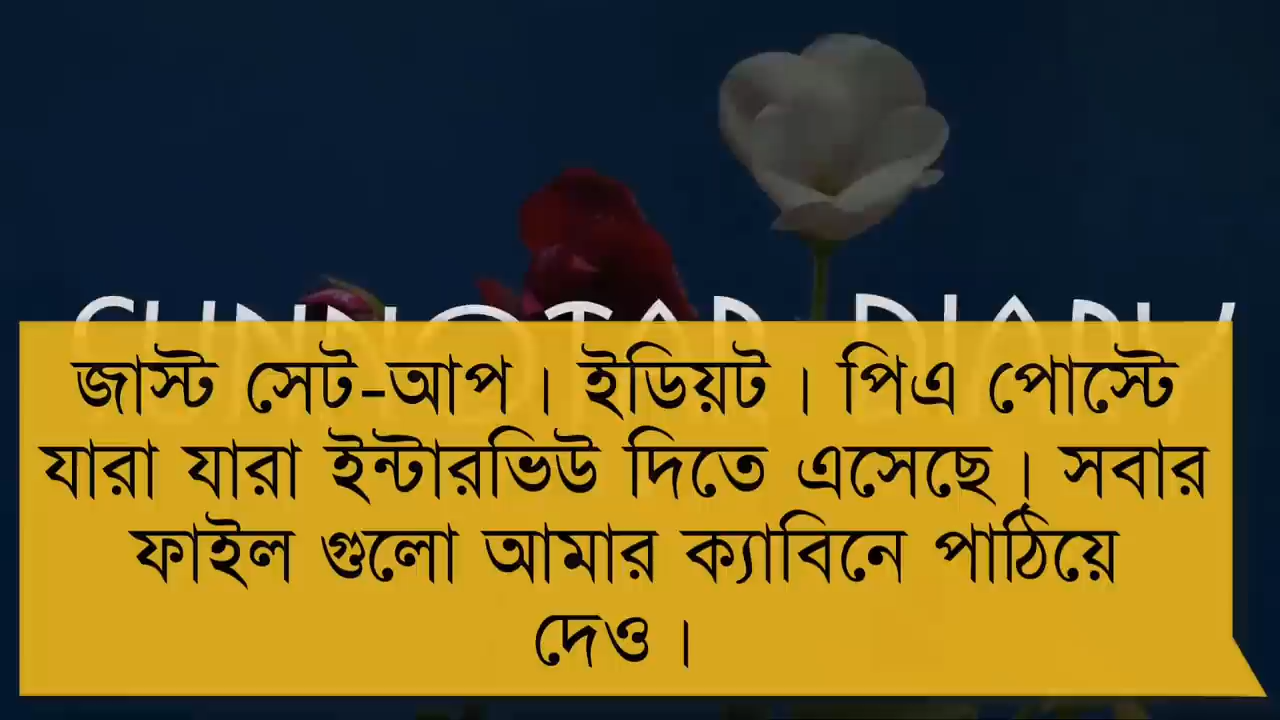 জাস্ট সেট-আপ। ইডিয়ট। পিএ পোস্টে
যারা যারা ইন্টারভিউ দিতে এসেছে। সবার
ফাইল গুলো আমার ক্যাবিনে পাঠিয়ে
দেও।